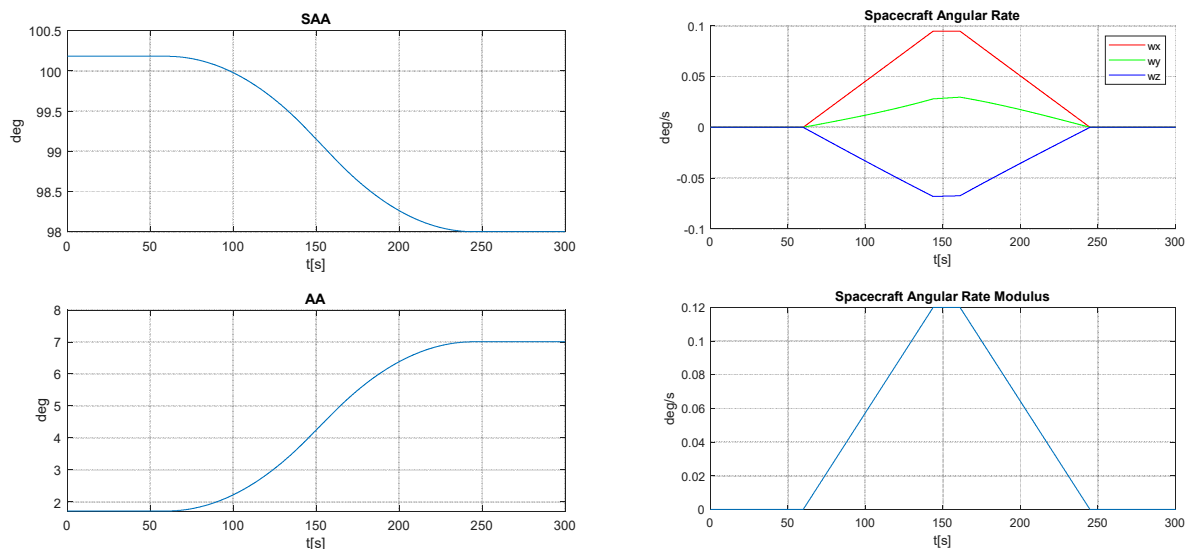 SAA
100.5
100
99.5
99
98.5
98
deg
0 50 100 150 200 250 300
t[s]
AA
8
7
6
5
4
3
2
deg
0 50 100 150 200 250 300
t[s]
Spacecraft Angular Rate
0.1
0.05
0
-0.05
-0.1
deg/s
wx
wy
wz
0 50 100 150 200 250 300
t[s]
Spacecraft Angular Rate Modulus
0.12
0.1
0.08
0.06
0.04
0.02
0
deg/s
0 50 100 150 200 250 300
t[s]